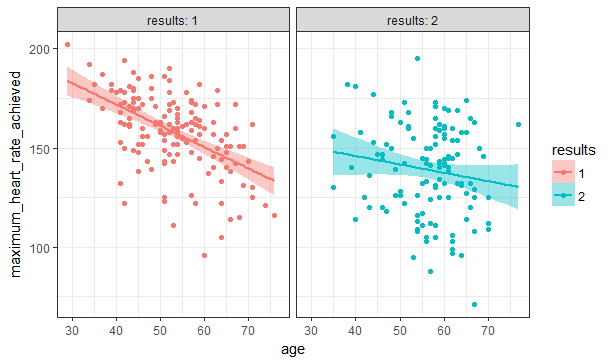 results: 1
results: 2
maximum_heart_rate_achieved
200
150
100
30 40 50 60 70
30 40 50 60 70
age
results
1
2